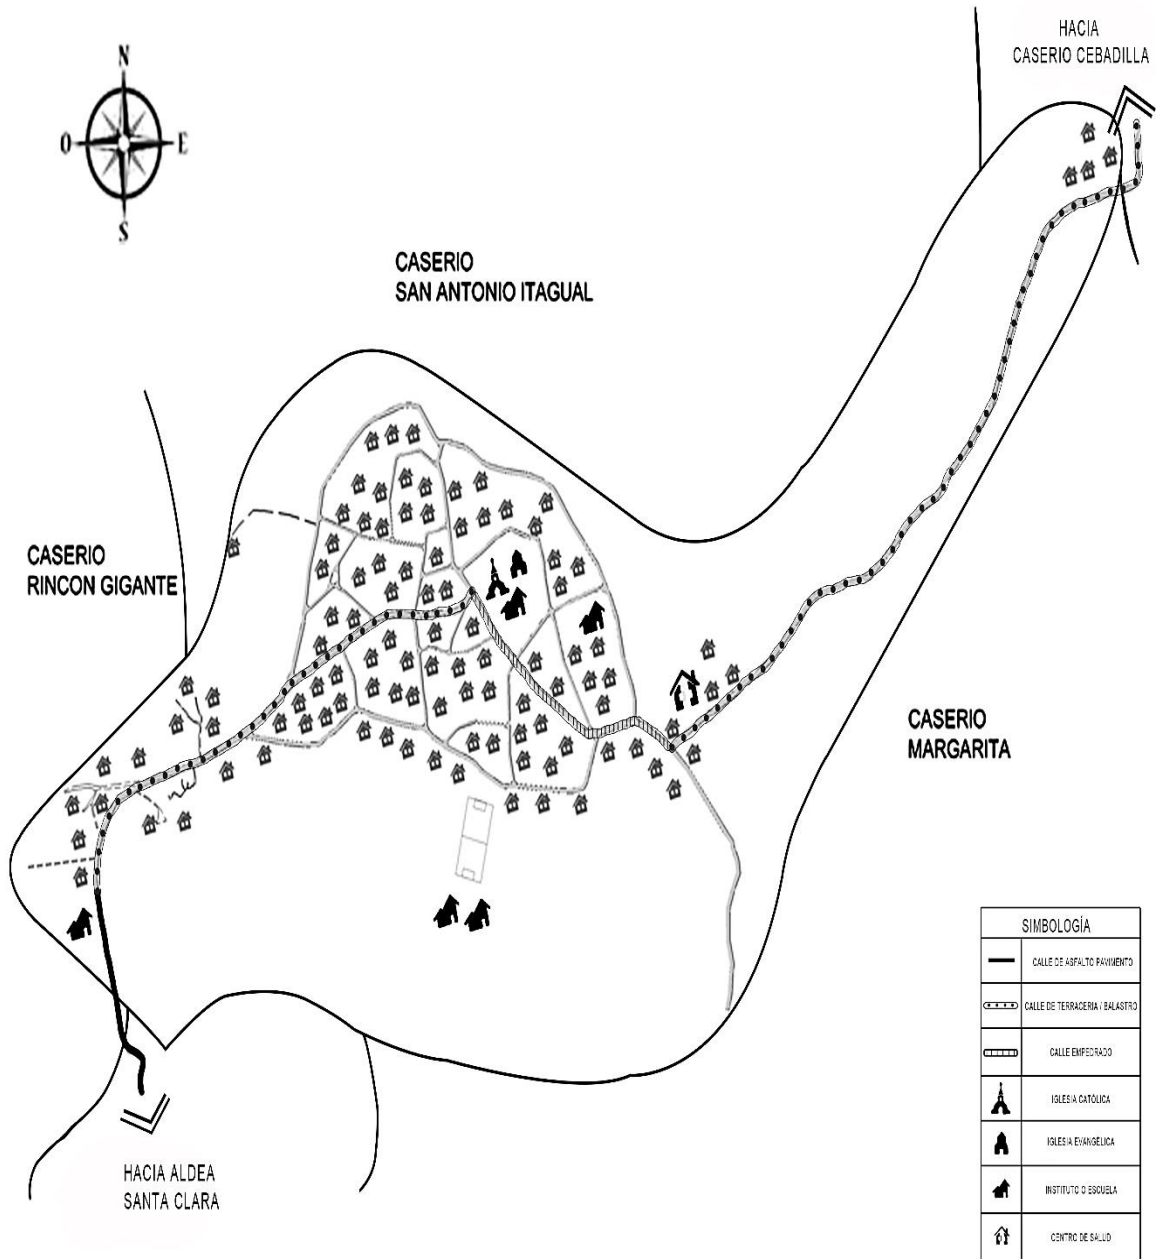 HACIA
CASERIO CEBADILLA
N
O
E
S
CASERIO
SAN ANTONIO ITAGUAL
CASERIO
RINCON GIGANTE
CASERIO
MARGARITA
SIMBOLOGÍA
CALLE DE ASFALTO PAVIMENTO
CALLE DE TERRACERIA / BALASTRO
CALLE EMPEDRADO
IGLESIA CATÓLICA
IGLESIA EVANGÉLICA
INSTITUTO O ESCUELA
CENTRO DE SALUD
HACIA ALDEA
SANTA CLARA